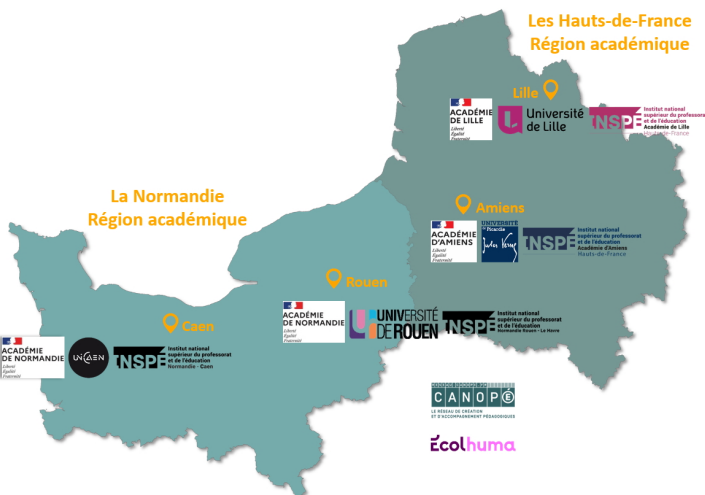 Les Hauts-de-France
Région académique
Lille
ACADÉMIE
DE LILLE
Liberté
Égalité
Fraternité
Université
de Lille
INSPÉ
Institut national
supérieur du professorat
et de l'éducation
Académie de Lille
Hauts-de-France
La Normandie
Région académique
Amiens
ACADÉMIE
D'AMIENS
Liberté
Égalité
Fraternité
UNIVERSITÉ
de Picardie
Jules Verne
INSPÉ
Institut national
supérieur du professorat
et de l'éducation
Académie d'Amiens
Hauts-de-France
Rouen
ACADÉMIE
DE NORMANDIE
Liberté
Égalité
Fraternité
UNIVERSITÉ
DE ROUEN
INSPÉ
Institut national
supérieur du professorat
et de l'éducation
Normandie Rouen - Le Havre
Caen
ACADÉMIE
DE NORMANDIE
Liberté
Égalité
Fraternité
UNICAEN
INSPÉ
Institut national
supérieur du professorat
et de l'éducation
Normandie - Caen
CANOPÉ
LE RÉSEAU DE CRÉATION
ET D'ACCOMPAGNEMENT PÉDAGOGIQUES
Écolhuma